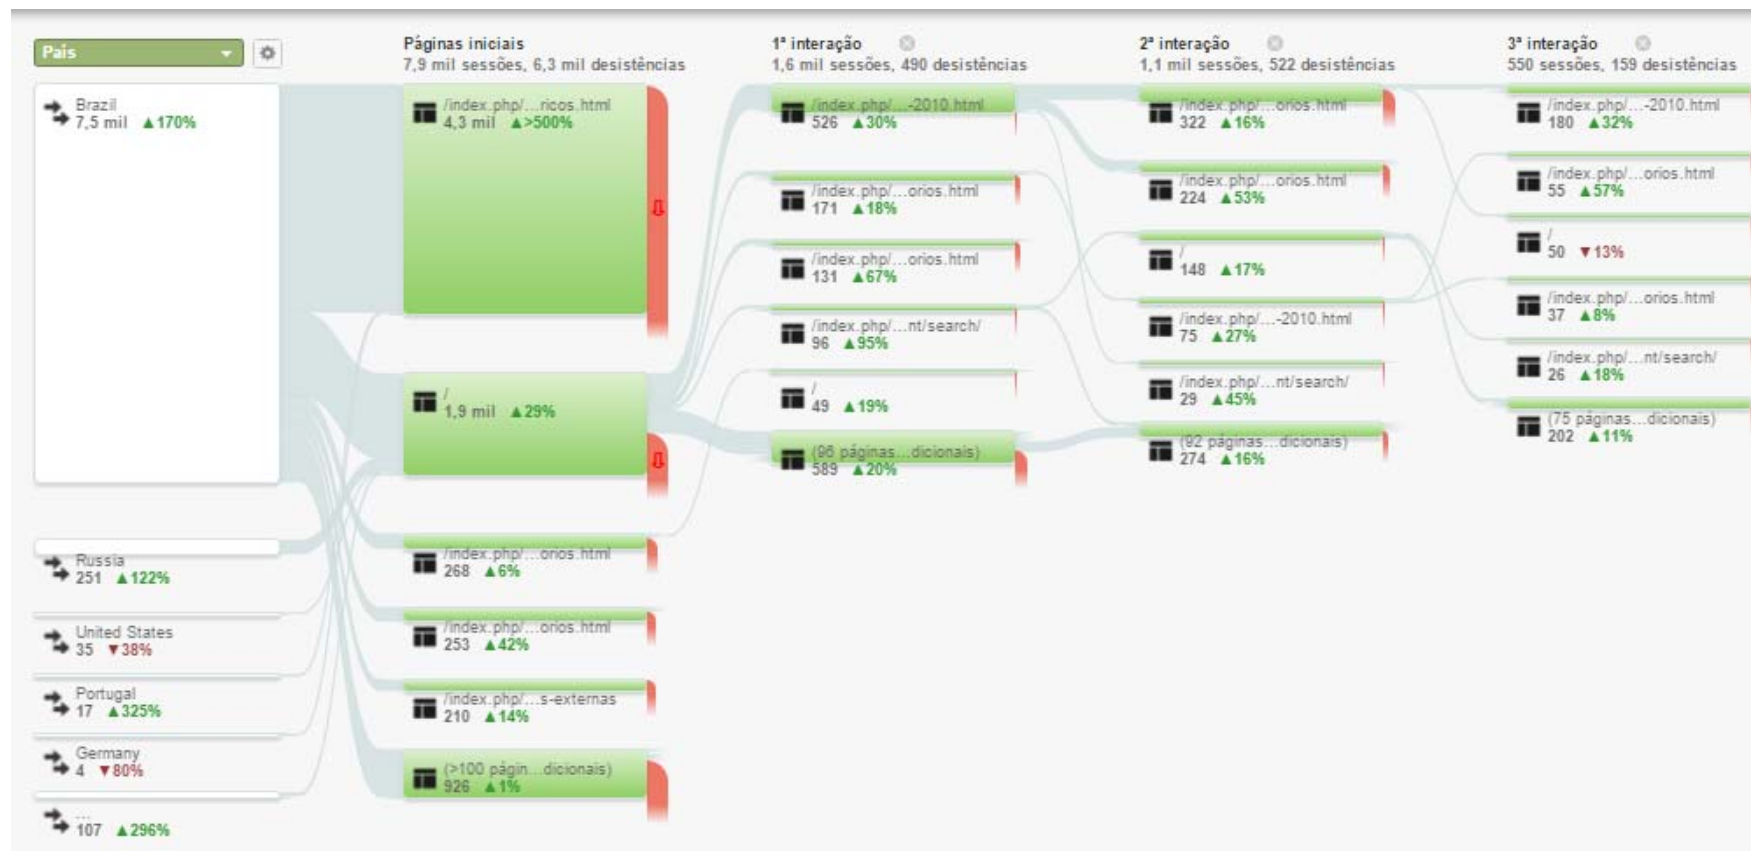 País
Brazil
7,5 mil ▲170%
Russia
251 ▲122%
United States
35 ▼38%
Portugal
17 ▲325%
Germany
4 ▼80%
...
107 ▲296%
Páginas iniciais
7,9 mil sessões, 6,3 mil desistências
/index.php/...ricos.html
4,3 mil ▲>500%
/
1,9 mil ▲29%
/index.php/...orios.html
268 ▲6%
/index.php/...orios.html
253 ▲42%
/index.php/...s-externas
210 ▲14%
(>100 págin...dicionais)
926 ▲1%
1ª interação
1,6 mil sessões, 490 desistências
/index.php/...-2010.html
526 ▲30%
/index.php/...orios.html
171 ▲18%
/index.php/...orios.html
131 ▲67%
/index.php/...nt/search/
96 ▲95%
/
49 ▲19%
(96 páginas...dicionais)
589 ▲20%
2ª interação
1,1 mil sessões, 522 desistências
/index.php/...orios.html
322 ▲16%
/index.php/...orios.html
224 ▲53%
/
148 ▲17%
/index.php/...-2010.html
75 ▲27%
/index.php/...nt/search/
29 ▲45%
(92 páginas...dicionais)
274 ▲16%
3ª interação
550 sessões, 159 desistências
/index.php/...-2010.html
180 ▲32%
/index.php/...orios.html
55 ▲57%
/
50 ▼13%
/index.php/...orios.html
37 ▲8%
/index.php/...nt/search/
26 ▲18%
(75 páginas...dicionais)
202 ▲11%